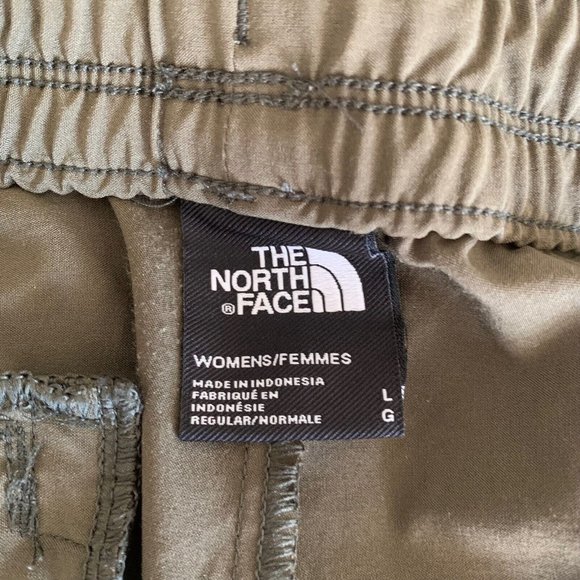 THE
NORTH
® FACE
WOMENS/FEMMES
MADE IN INDONESIA
FABRIQUÉ EN
INDONÉSIE
REGULAR/NORMALE
L
G